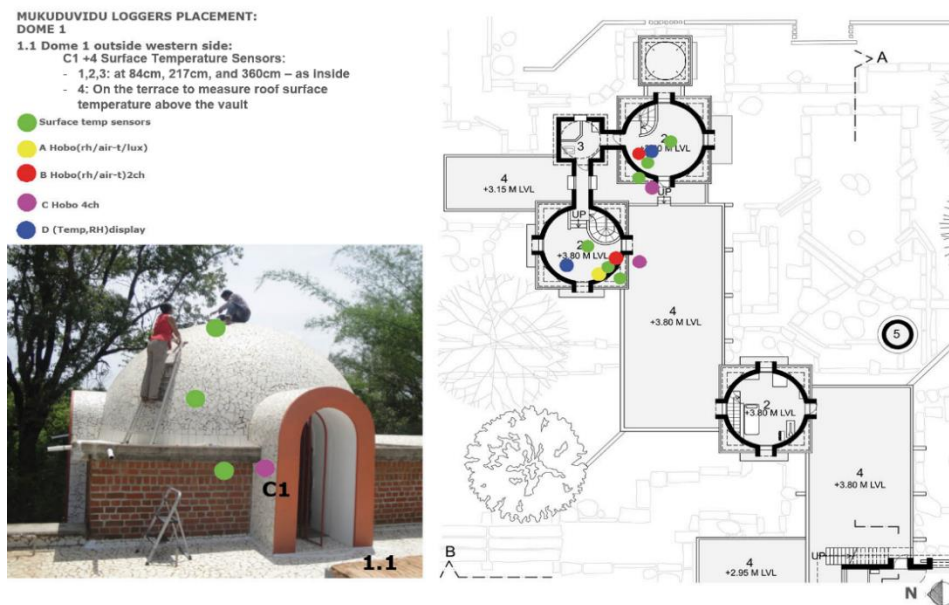 MUKUDUVIDU LOGGERS PLACEMENT:
DOME 1
1.1 Dome 1 outside western side:
C1 +4 Surface Temperature Sensors:
- 1,2,3: at 84cm, 217cm, and 360cm – as inside
- 4: On the terrace to measure roof surface
temperature above the vault
Surface temp sensors
A Hobo(rh/air-t/lux)
B Hobo(rh/air-t)2ch
C Hobo 4ch
D (Temp,RH)display
C1
1.1
A
2
0 M LVL
3
4
+3.15 M LVL
UP
UP
2
+3.80 M LVL
4
+3.80 M LVL
5
2
+3.80 M LVL
4
+3.80 M LVL
B
UP
4
+2.95 M LVL
N